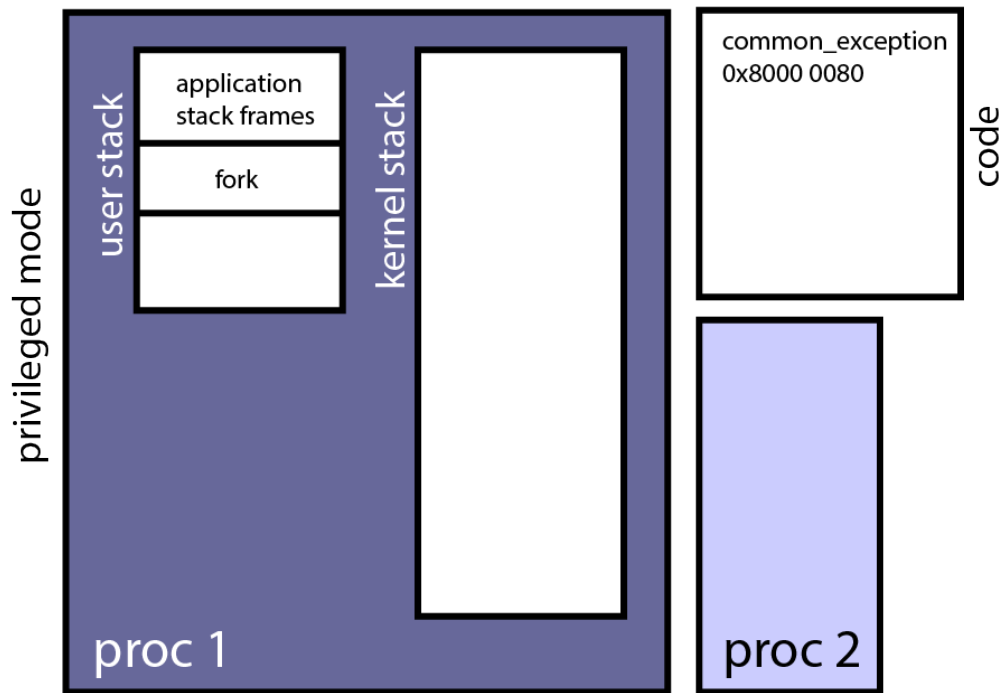 privileged mode
user stack
application
stack frames
fork
kernel stack
proc 1
common_exception
0x8000 0080
code
proc 2